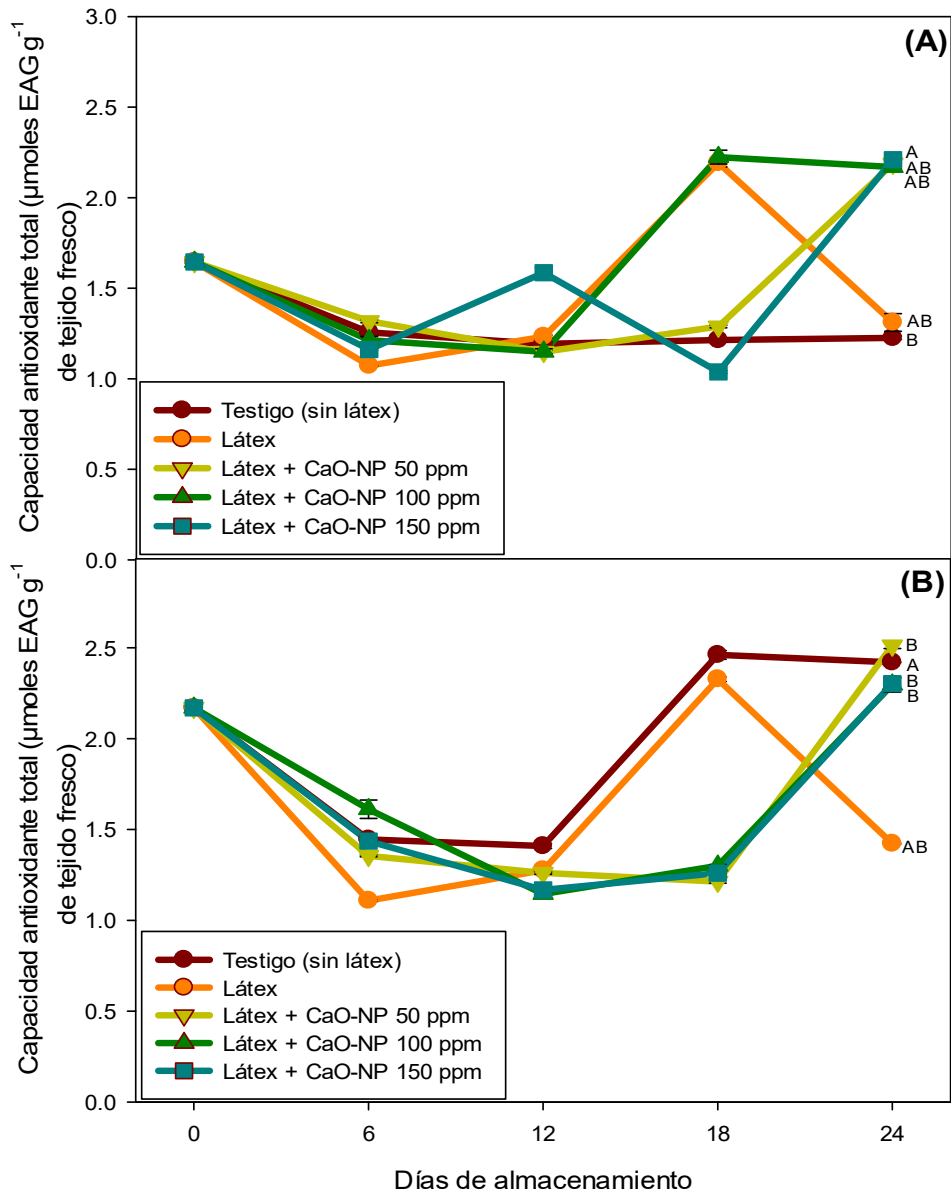 (A)
3.0
2.5
2.0
1.5
1.0
0.5
0.0
Capacidad antioxidante total (µmoles EAG g⁻¹
de tejido fresco)
A
AB
AB
AB
B
Testigo (sin látex)
Látex
Látex + CaO-NP 50 ppm
Látex + CaO-NP 100 ppm
Látex + CaO-NP 150 ppm
(B)
2.5
2.0
1.5
1.0
0.5
0.0
Capacidad antioxidante total (µmoles EAG g⁻¹
de tejido fresco)
B
A
B
B
AB
Testigo (sin látex)
Látex
Látex + CaO-NP 50 ppm
Látex + CaO-NP 100 ppm
Látex + CaO-NP 150 ppm
0 6 12 18 24
Días de almacenamiento